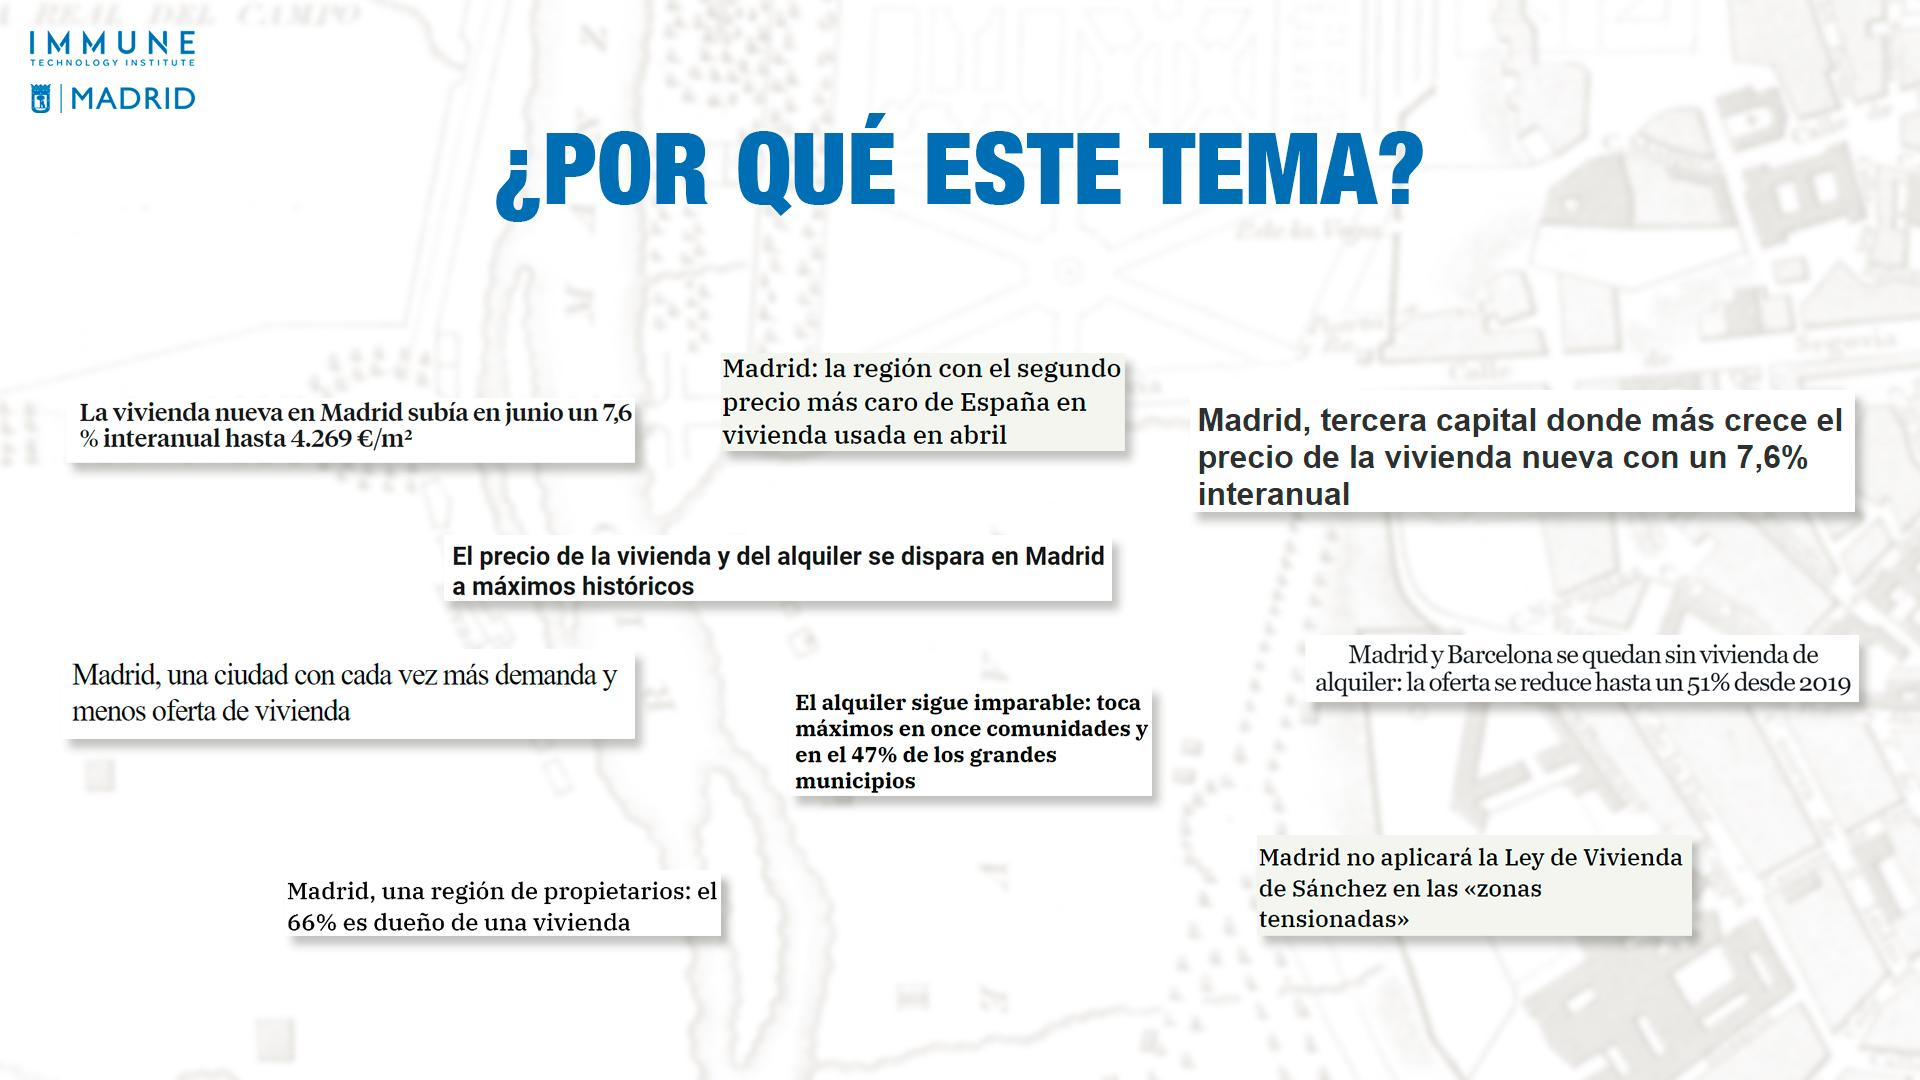 A REAL DEL CAMPO
IMMUNE
TECHNOLOGY INSTITUTE
MADRID
¿POR QUÉ ESTE TEMA?
La vivienda nueva en Madrid subía en junio un 7,6
% interanual hasta 4.269 €/m²
Madrid: la región con el segundo
precio más caro de España en
vivienda usada en abril
Madrid, tercera capital donde más crece el
precio de la vivienda nueva con un 7,6%
interanual
El precio de la vivienda y del alquiler se dispara en Madrid
a máximos históricos
Madrid, una ciudad con cada vez más demanda y
menos oferta de vivienda
El alquiler sigue imparable: toca
máximos en once comunidades y
en el 47% de los grandes
municipios
Madrid y Barcelona se quedan sin vivienda de
alquiler: la oferta se reduce hasta un 51% desde 2019
Madrid, una región de propietarios: el
66% es dueño de una vivienda
Madrid no aplicará la Ley de Vivienda
de Sánchez en las «zonas
tensionadas»
Calle de Segovia